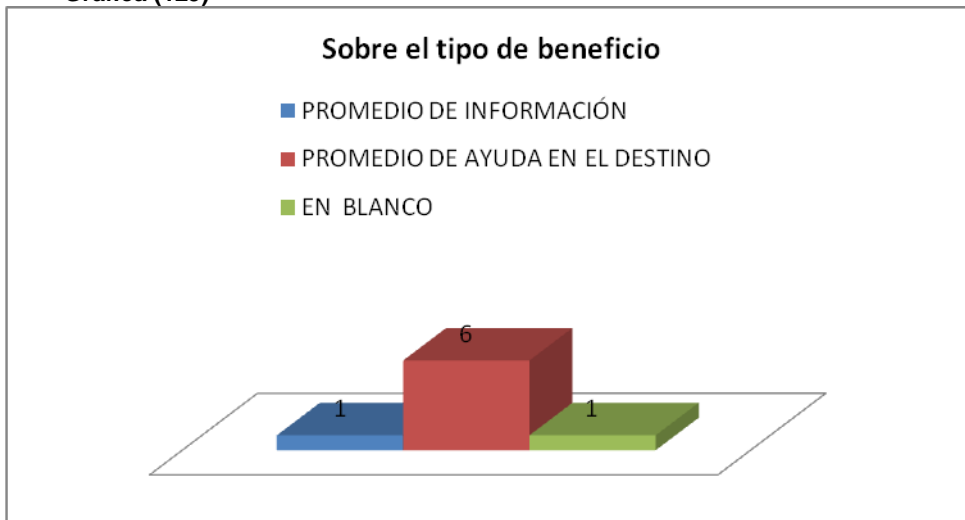 Sobre el tipo de beneficio
PROMEDIO DE INFORMACIÓN
PROMEDIO DE AYUDA EN EL DESTINO
EN BLANCO
6
1
1